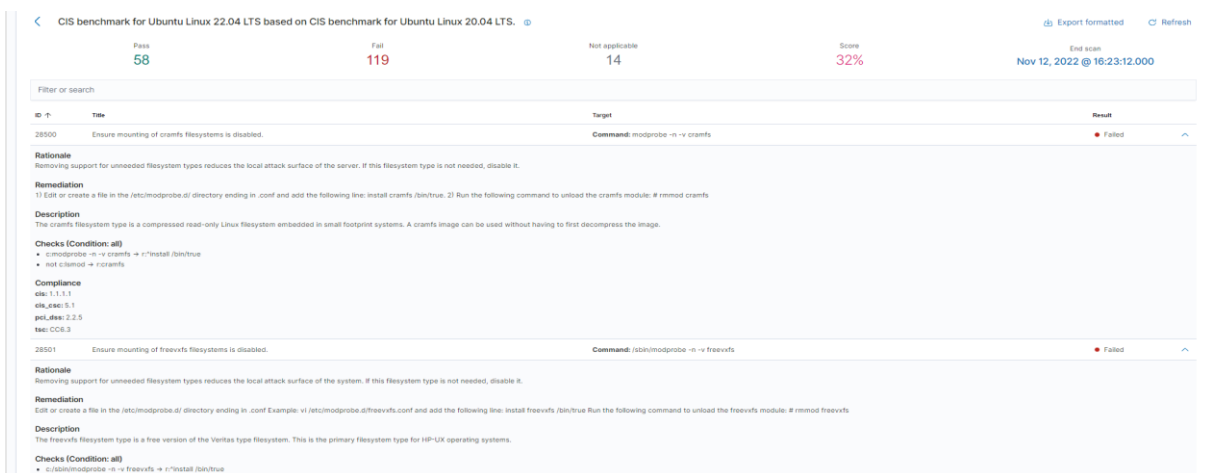 CIS benchmark for Ubuntu Linux 22.04 LTS based on CIS benchmark for Ubuntu Linux 20.04 LTS.
Export formatted
Refresh
Pass
58
Fail
119
Not applicable
14
Score
32%
End scan
Nov 12, 2022 @ 16:23:12.000
Filter or search
ID ↑ Title Target Result
28500 Ensure mounting of cramfs filesystems is disabled. Command: modprobe -n -v cramfs Failed
Rationale
Removing support for unneeded filesystem types reduces the local attack surface of the server. If this filesystem type is not needed, disable it.
Remediation
1) Edit or create a file in the /etc/modprobe.d/ directory ending in .conf and add the following line: install cramfs /bin/true. 2) Run the following command to unload the cramfs module: # rmmod cramfs
Description
The cramfs filesystem type is a compressed read-only Linux filesystem embedded in small footprint systems. A cramfs image can be used without having to first decompress the image.
Checks (Condition: all)
• c:modprobe -n -v cramfs → r:^install /bin/true
• not c:lsmod → r:cramfs
Compliance
cis: 1.1.1.1
cis_csc: 5.1
pci_dss: 2.2.5
tsc: CC6.3
28501 Ensure mounting of freevxfs filesystems is disabled. Command: /sbin/modprobe -n -v freevxfs Failed
Rationale
Removing support for unneeded filesystem types reduces the local attack surface of the system. If this filesystem type is not needed, disable it.
Remediation
Edit or create a file in the /etc/modprobe.d/ directory ending in .conf Example: vi /etc/modprobe.d/freevxfs.conf and add the following line: install freevxfs /bin/true Run the following command to unload the freevxfs module: # rmmod freevxfs
Description
The freevxfs filesystem type is a free version of the Veritas type filesystem. This is the primary filesystem type for HP-UX operating systems.
Checks (Condition: all)
• c:/sbin/modprobe -n -v freevxfs → r:^install /bin/true